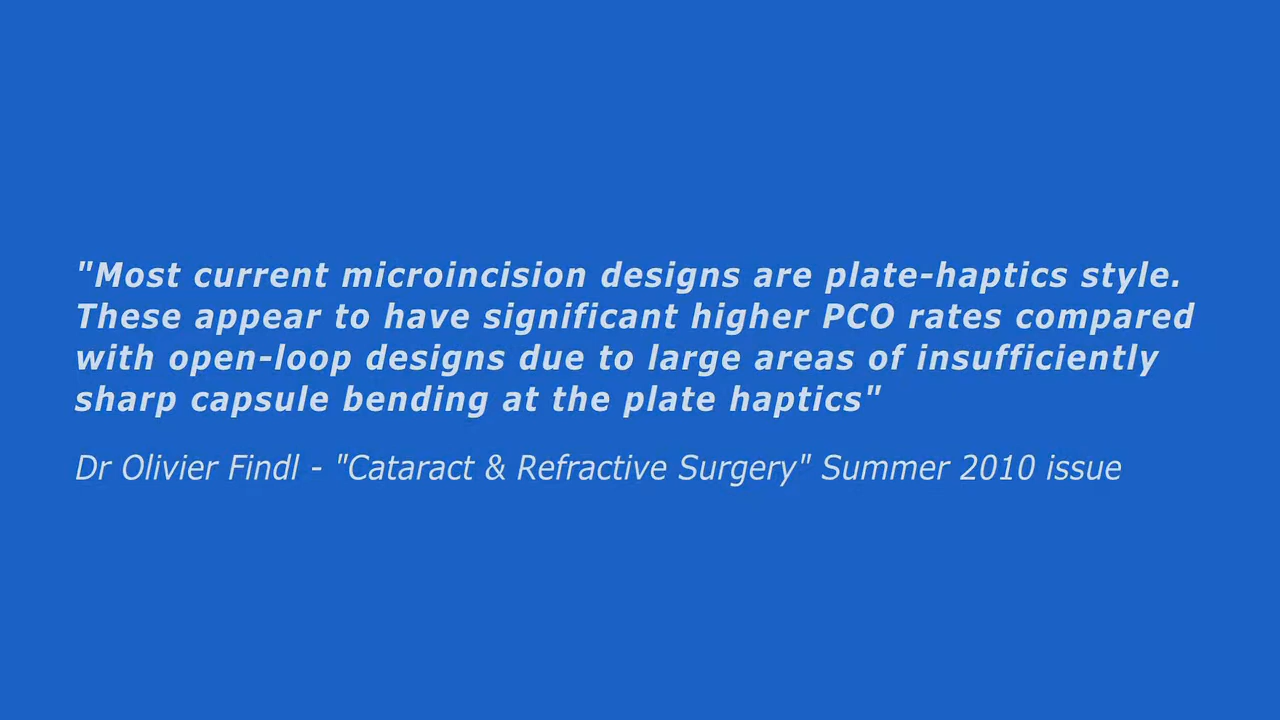 "Most current microincision designs are plate-haptics style.
These appear to have significant higher PCO rates compared
with open-loop designs due to large areas of insufficiently
sharp capsule bending at the plate haptics"
Dr Olivier Findl - "Cataract & Refractive Surgery" Summer 2010 issue